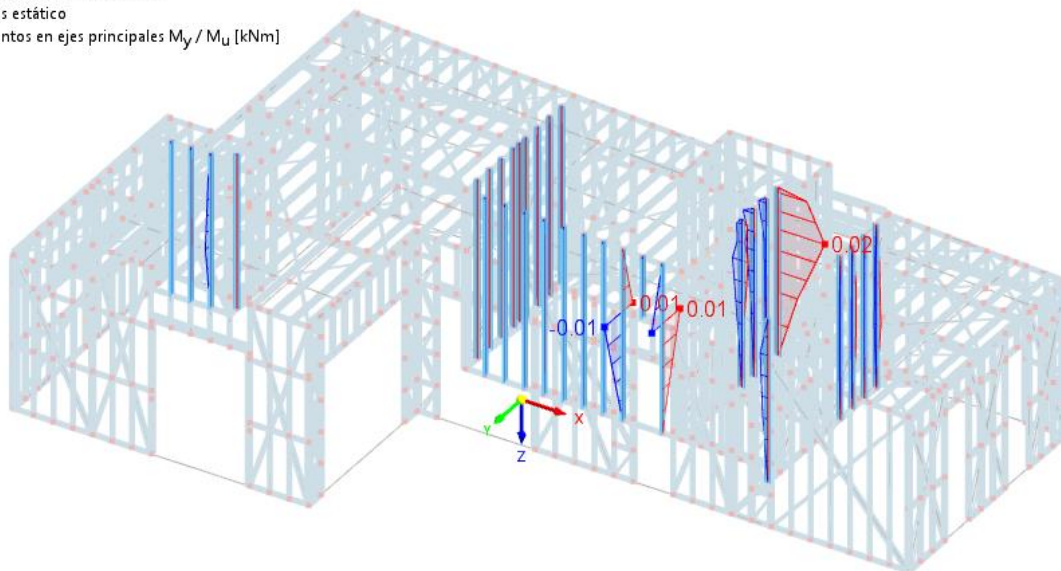 s estático
ntos en ejes principales My / Mu [kNm]
0.02
0.01
0.01
-0.01
X
Y
Z